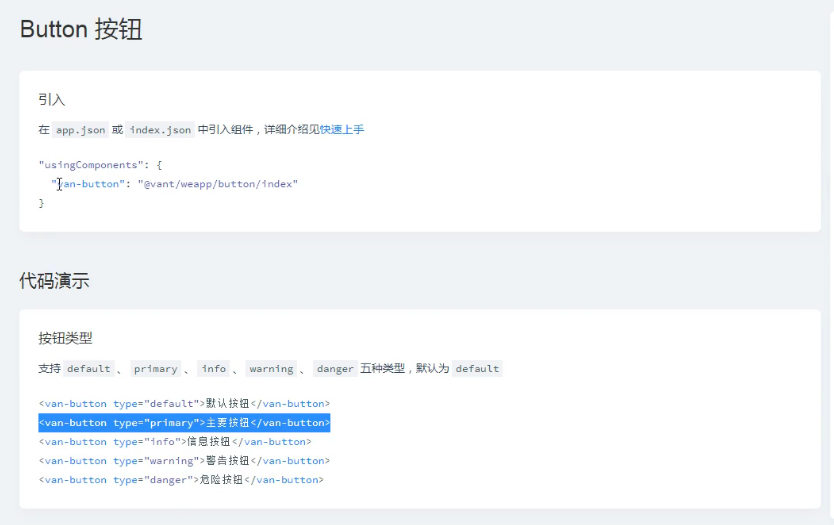 Button 按钮
引入
在 app.json 或 index.json 中引入组件，详细介绍见快速上手
"usingComponents": {
"van-button": "@vant/weapp/button/index"
}
代码演示
按钮类型
支持 default 、 primary 、 info 、 warning 、 danger 五种类型，默认为 default
<van-button type="default">默认按钮</van-button>
<van-button type="primary">主要按钮</van-button>
<van-button type="info">信息按钮</van-button>
<van-button type="warning">警告按钮</van-button>
<van-button type="danger">危险按钮</van-button>